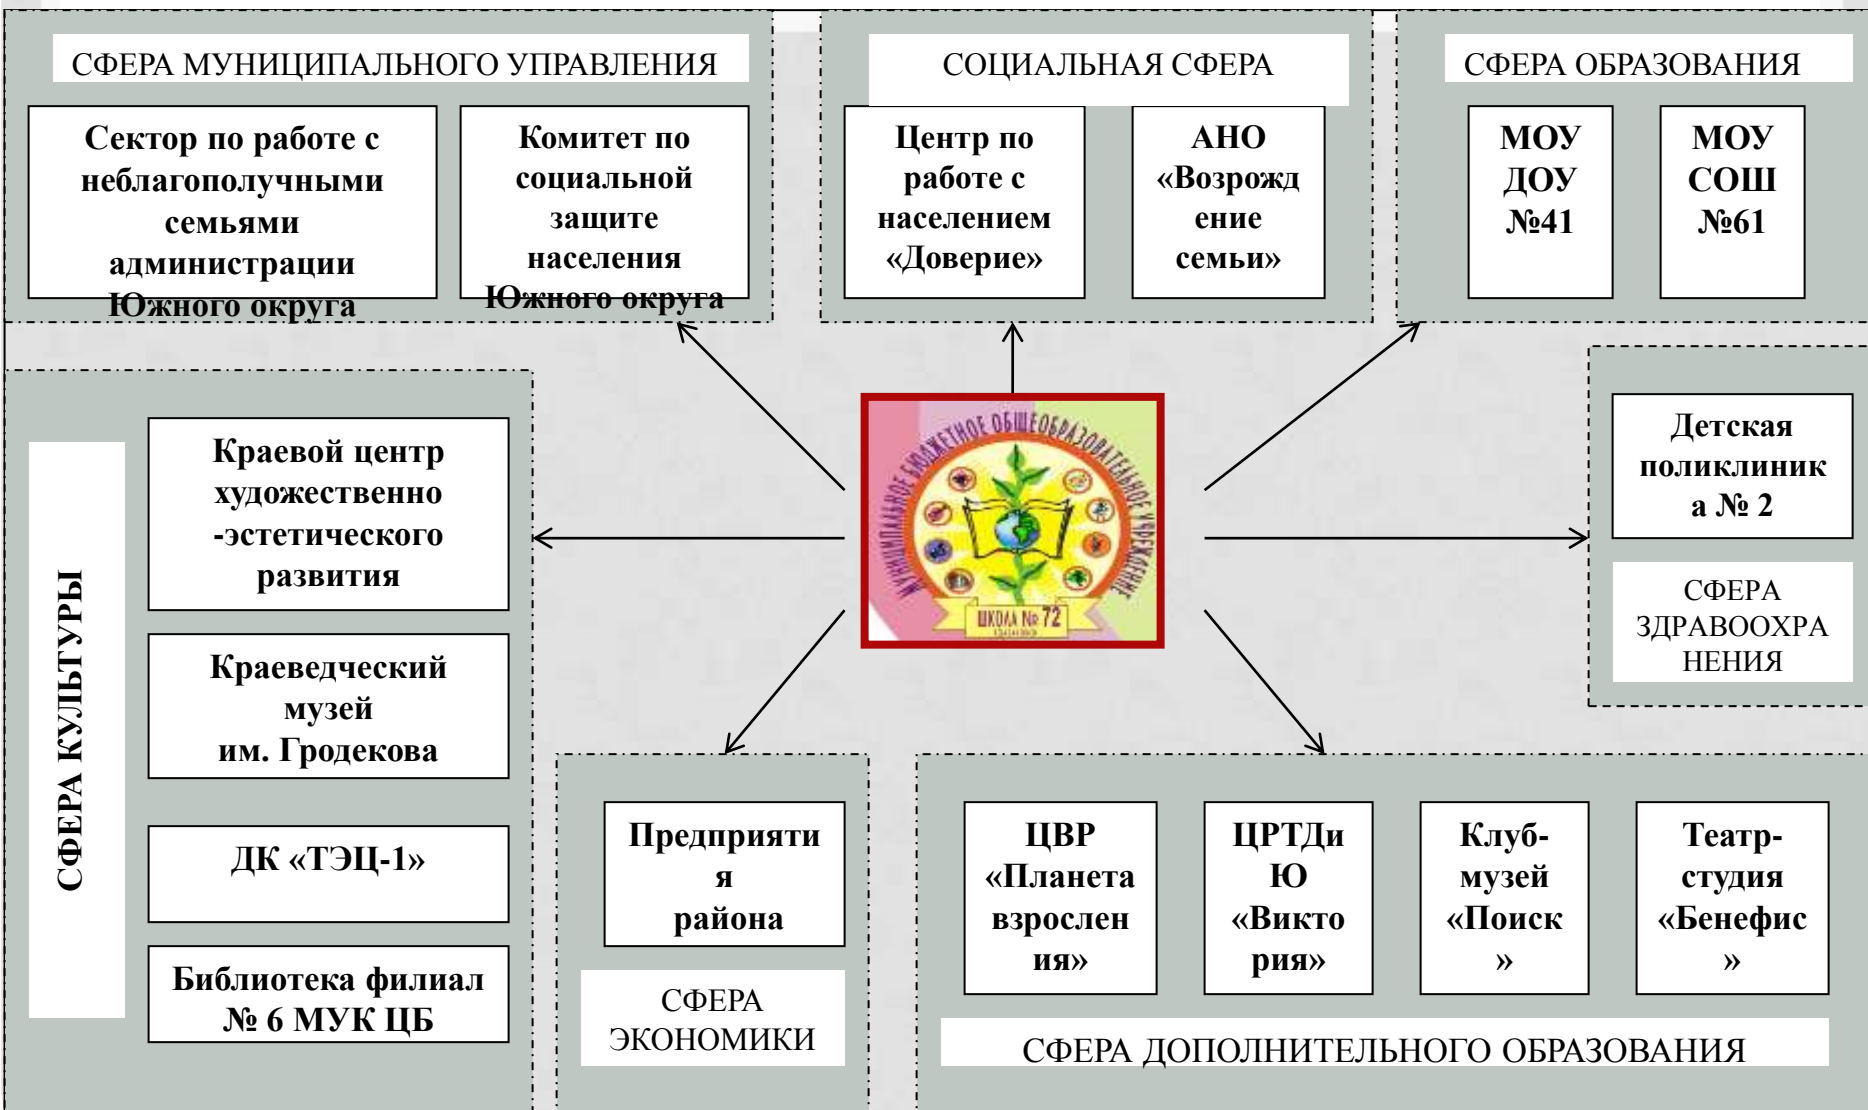 СФЕРА МУНИЦИПАЛЬНОГО УПРАВЛЕНИЯ
Сектор по работе с
неблагополучными
семьями
администрации
Южного округа
Комитет по
социальной
защите
населения
Южного округа
СОЦИАЛЬНАЯ СФЕРА
Центр по
работе с
населением
«Доверие»
АНО
«Возрожд
ение
семьи»
СФЕРА ОБРАЗОВАНИЯ
МОУ
ДОУ
№41
МОУ
СОШ
№61
СФЕРА КУЛЬТУРЫ
Краевой центр
художественно
-эстетического
развития
Краеведческий
музей
им. Гродекова
ДК «ТЭЦ-1»
Библиотека филиал
№ 6 МУК ЦБ
МУНИЦИПАЛЬНОЕ БЮДЖЕТНОЕ ОБЩЕОБРАЗОВАТЕЛЬНОЕ УЧРЕЖДЕНИЕ
ШКОЛА № 72
Детская
поликлиник
а № 2
СФЕРА
ЗДРАВООХРА
НЕНИЯ
Предприяти
я
района
СФЕРА
ЭКОНОМИКИ
ЦВР
«Планета
взрослен
ия»
ЦРТДи
Ю
«Викто
рия»
Клуб-
музей
«Поиск
»
Театр-
студия
«Бенефис
»
СФЕРА ДОПОЛНИТЕЛЬНОГО ОБРАЗОВАНИЯ